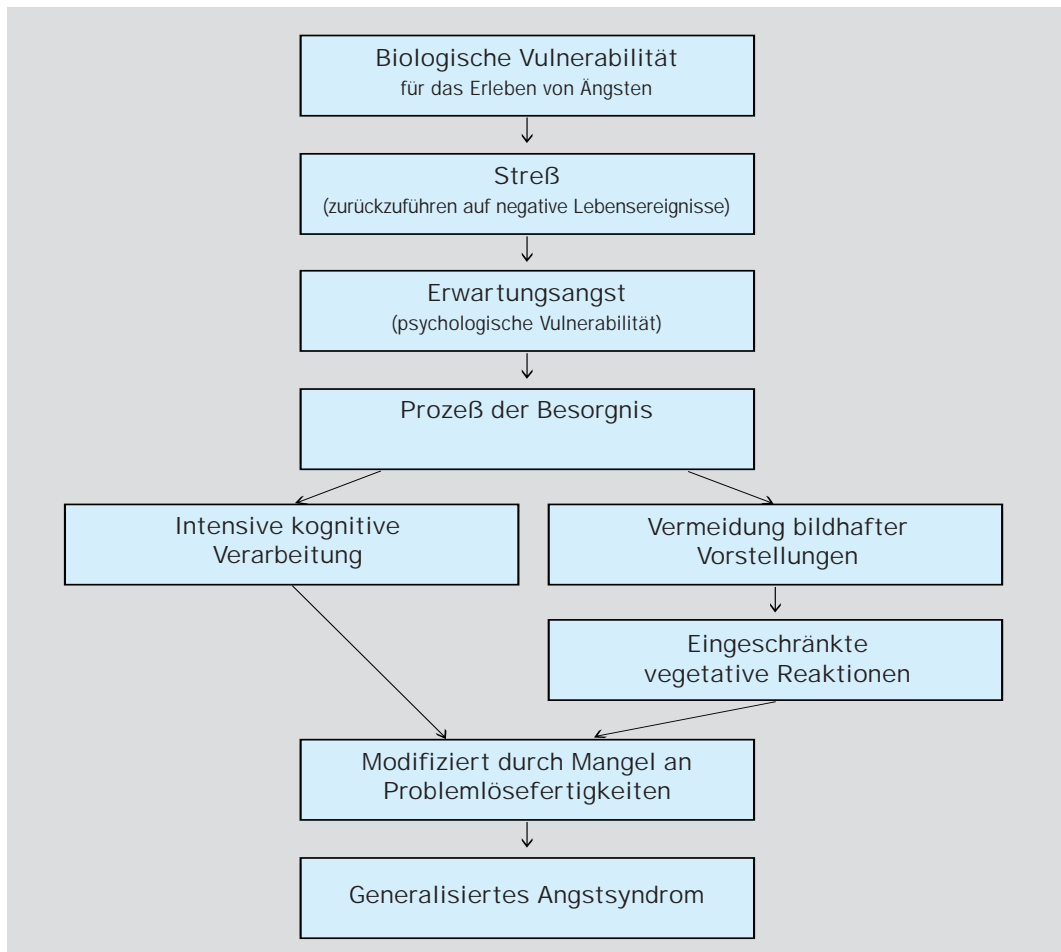 Biologische Vulnerabilität
für das Erleben von Ängsten
Streß
(zurückzuführen auf negative Lebensereignisse)
Erwartungsangst
(psychologische Vulnerabilität)
Prozeß der Besorgnis
Intensive kognitive
Verarbeitung
Vermeidung bildhafter
Vorstellungen
Eingeschränkte
vegetative Reaktionen
Modifiziert durch Mangel an
Problemlösefertigkeiten
Generalisiertes Angstsyndrom